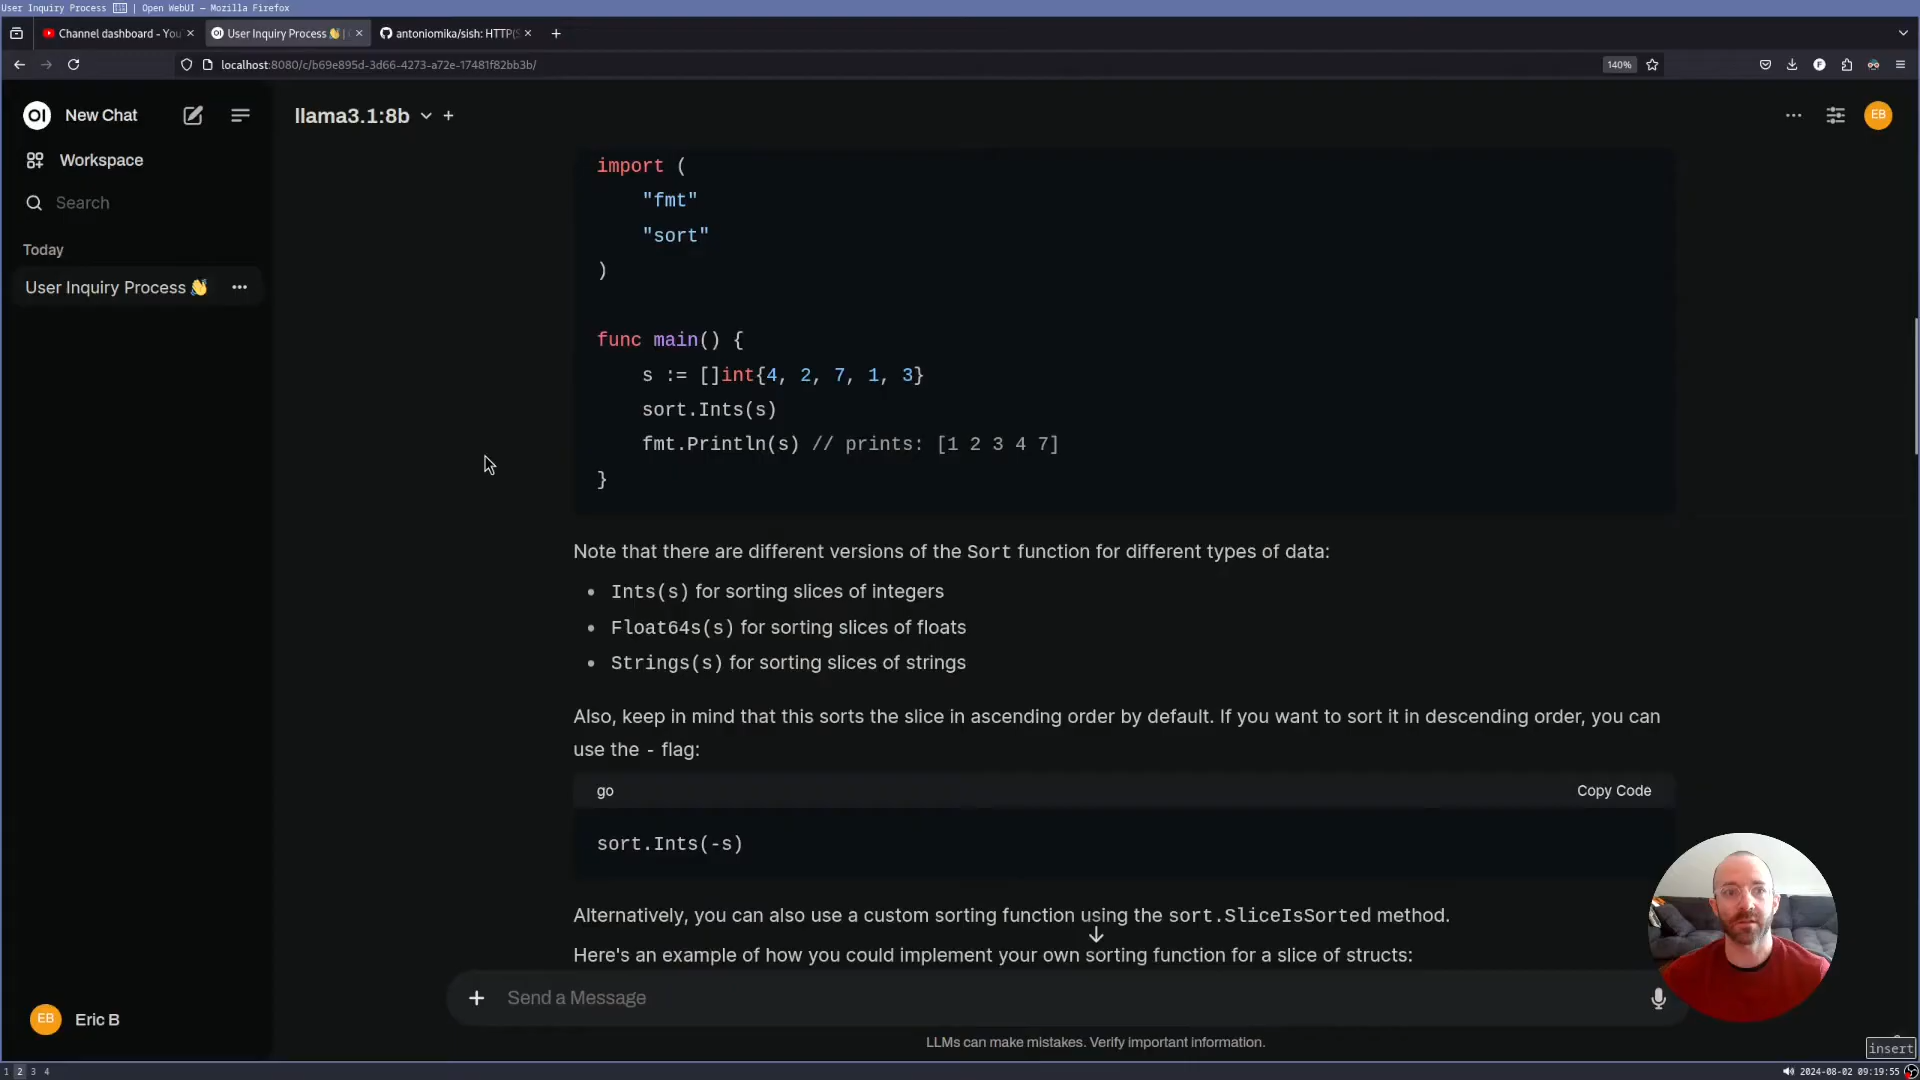 User Inquiry Process | Open WebUI — Mozilla Firefox
Channel dashboard - You
User Inquiry Process 👋 |
antoniomika/sish: HTTP(S
localhost:8080/c/b69e895d-3d66-4273-a72e-17481f82bb3b/
140%
OI New Chat
llama3.1:8b
EB
Workspace
Search
Today
User Inquiry Process 👋
import (
"fmt"
"sort"
)
func main() {
s := []int{4, 2, 7, 1, 3}
sort.Ints(s)
fmt.Println(s) // prints: [1 2 3 4 7]
}
Note that there are different versions of the Sort function for different types of data:
• Ints(s) for sorting slices of integers
• Float64s(s) for sorting slices of floats
• Strings(s) for sorting slices of strings
Also, keep in mind that this sorts the slice in ascending order by default. If you want to sort it in descending order, you can
use the - flag:
go
Copy Code
sort.Ints(-s)
Alternatively, you can also use a custom sorting function using the sort.SliceIsSorted method.
Here's an example of how you could implement your own sorting function for a slice of structs:
Send a Message
EB Eric B
LLMs can make mistakes. Verify important information.
insert
1 2 3 4
2024-08-02 09:19:55